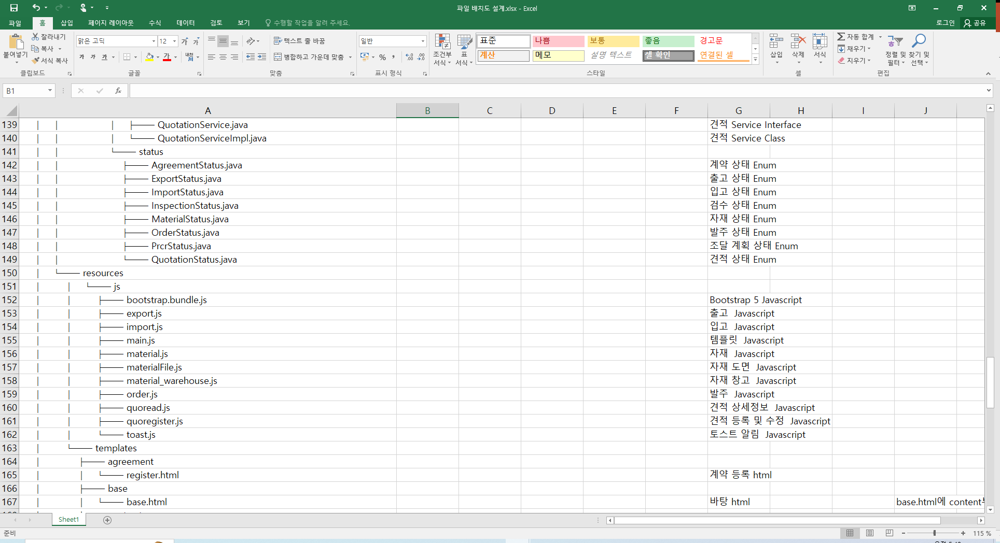 파일 배치도 설계.xlsx - Excel
파일 홈 삽입 페이지 레이아웃 수식 데이터 검토 보기 수행할 작업을 알려 주세요. 로그인 공유
붙여넣기 잘라내기 복사 서식 복사 클립보드
맑은 고딕 12 가 가 가 가 가 가 내천 글꼴
텍스트 줄 바꿈 병합하고 가운데 맞춤 맞춤
일반 % , 표시 형식
조건부 서식 표 서식
표준 나쁨 보통 좋음 경고문
계산 메모 설명 텍스트 셀 확인 연결된 셀
스타일
삽입 삭제 서식 셀
자동 합계 채우기 지우기 정렬 및 필터 찾기 및 선택 편집
B1 fx
A B C D E F G H I J
139 QuotationService.java 견적 Service Interface
140 QuotationServiceImpl.java 견적 Service Class
141 status
142 AgreementStatus.java 계약 상태 Enum
143 ExportStatus.java 출고 상태 Enum
144 ImportStatus.java 입고 상태 Enum
145 InspectionStatus.java 검수 상태 Enum
146 MaterialStatus.java 자재 상태 Enum
147 OrderStatus.java 발주 상태 Enum
148 PrcrStatus.java 조달 계획 상태 Enum
149 QuotationStatus.java 견적 상태 Enum
150 resources
151 js
152 bootstrap.bundle.js Bootstrap 5 Javascript
153 export.js 출고 Javascript
154 import.js 입고 Javascript
155 main.js 템플릿 Javascript
156 material.js 자재 Javascript
157 materialFile.js 자재 도면 Javascript
158 material_warehouse.js 자재 창고 Javascript
159 order.js 발주 Javascript
160 quoread.js 견적 상세정보 Javascript
161 quoregister.js 견적 등록 및 수정 Javascript
162 toast.js 토스트 알림 Javascript
163 templates
164 agreement
165 register.html 계약 등록 html
166 base
167 base.html 바탕 html base.html에 content
Sheet1
준비 115 %